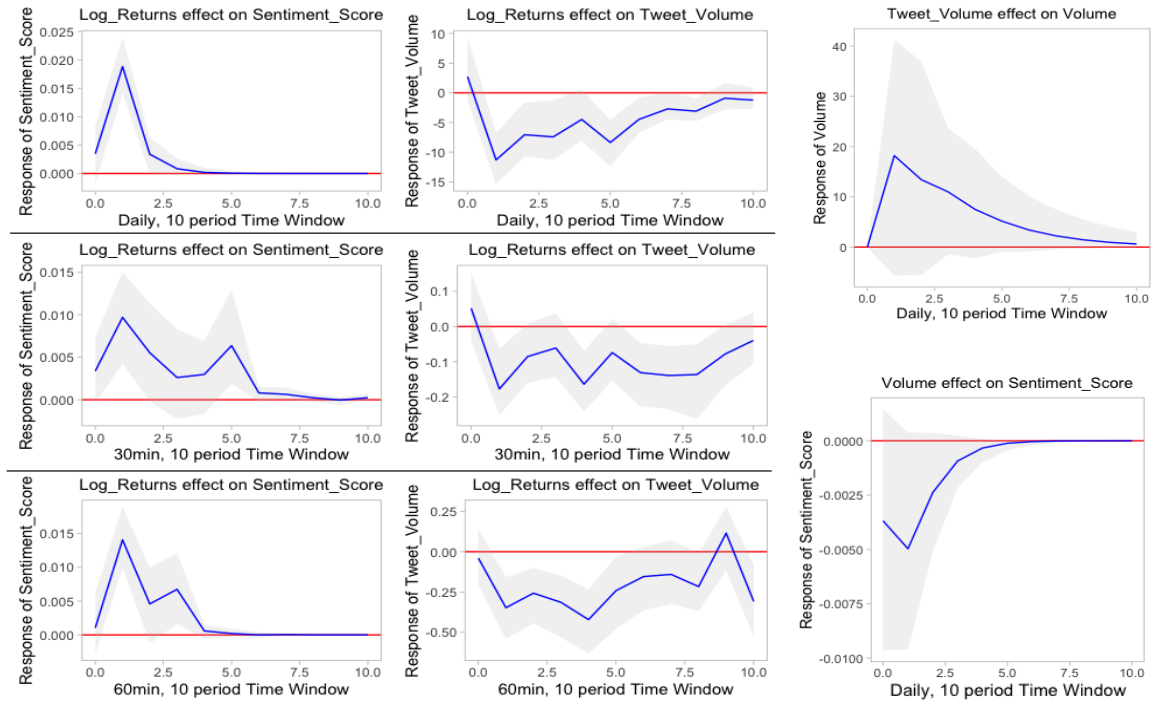 Log_Returns effect on Sentiment_Score
Response of Sentiment_Score
0.025
0.020
0.015
0.010
0.005
0.000
0.0 2.5 5.0 7.5 10.0
Daily, 10 period Time Window
Log_Returns effect on Tweet_Volume
Response of Tweet_Volume
10
5
0
-5
-10
-15
0.0 2.5 5.0 7.5 10.0
Daily, 10 period Time Window
Tweet_Volume effect on Volume
Response of Volume
40
30
20
10
0
0.0 2.5 5.0 7.5 10.0
Daily, 10 period Time Window
Log_Returns effect on Sentiment_Score
Response of Sentiment_Score
0.015
0.010
0.005
0.000
0.0 2.5 5.0 7.5 10.0
30min, 10 period Time Window
Log_Returns effect on Tweet_Volume
Response of Tweet_Volume
0.1
0.0
-0.1
-0.2
0.0 2.5 5.0 7.5 10.0
30min, 10 period Time Window
Volume effect on Sentiment_Score
Response of Sentiment_Score
0.0000
-0.0025
-0.0050
-0.0075
-0.0100
0.0 2.5 5.0 7.5 10.0
Daily, 10 period Time Window
Log_Returns effect on Sentiment_Score
Response of Sentiment_Score
0.015
0.010
0.005
0.000
0.0 2.5 5.0 7.5 10.0
60min, 10 period Time Window
Log_Returns effect on Tweet_Volume
Response of Tweet_Volume
0.25
0.00
-0.25
-0.50
0.0 2.5 5.0 7.5 10.0
60min, 10 period Time Window